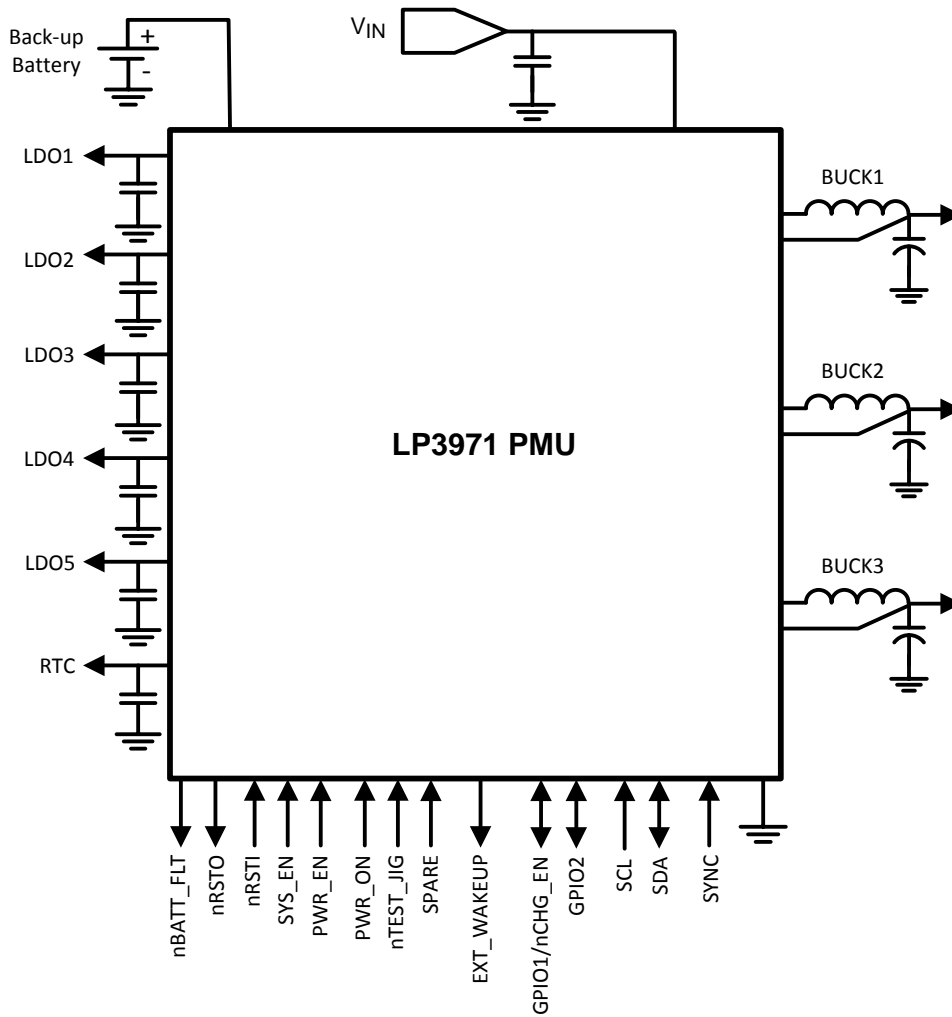 Back-up
Battery
+
-
VIN
LDO1
LDO2
LDO3
LDO4
LDO5
RTC
LP3971 PMU
BUCK1
BUCK2
BUCK3
nBATT_FLT
nRSTO
nRSTI
SYS_EN
PWR_EN
PWR_ON
nTEST_JIG
SPARE
EXT_WAKEUP
GPIO1/nCHG_EN
GPIO2
SCL
SDA
SYNC